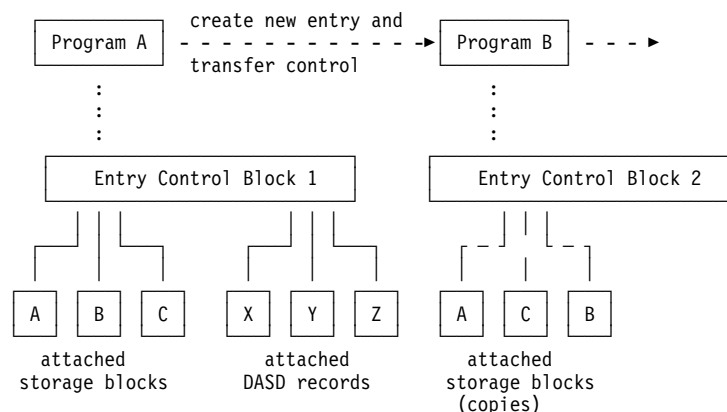 create new entry and
Program A
Program B
transfer control
Entry Control Block 1
Entry Control Block 2
A B C X Y Z A C B
attached attached attached
storage blocks DASD records storage blocks
(copies)